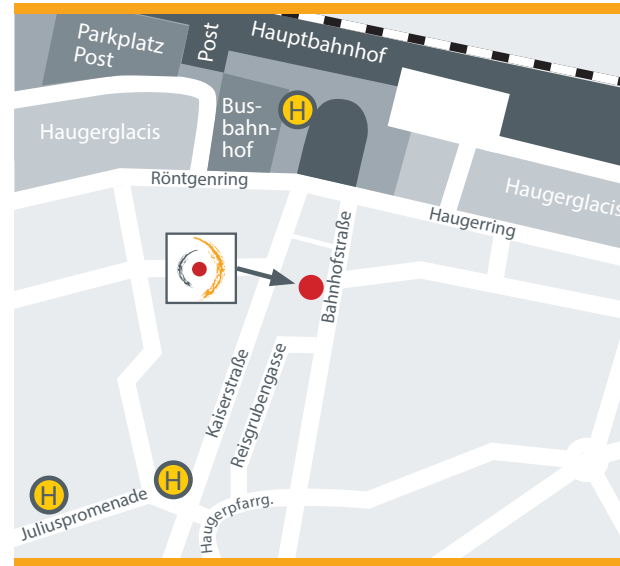 Parkplatz
Post
Post
Hauptbahnhof
Haugerglacis
Bus-
bahn-
hof
H
Röntgenring
Haugerglacis
Haugerring
Bahnhofstraße
Kaiserstraße
Reisgrubengasse
H
H
Juliuspromenade
Haugerpfarrg.